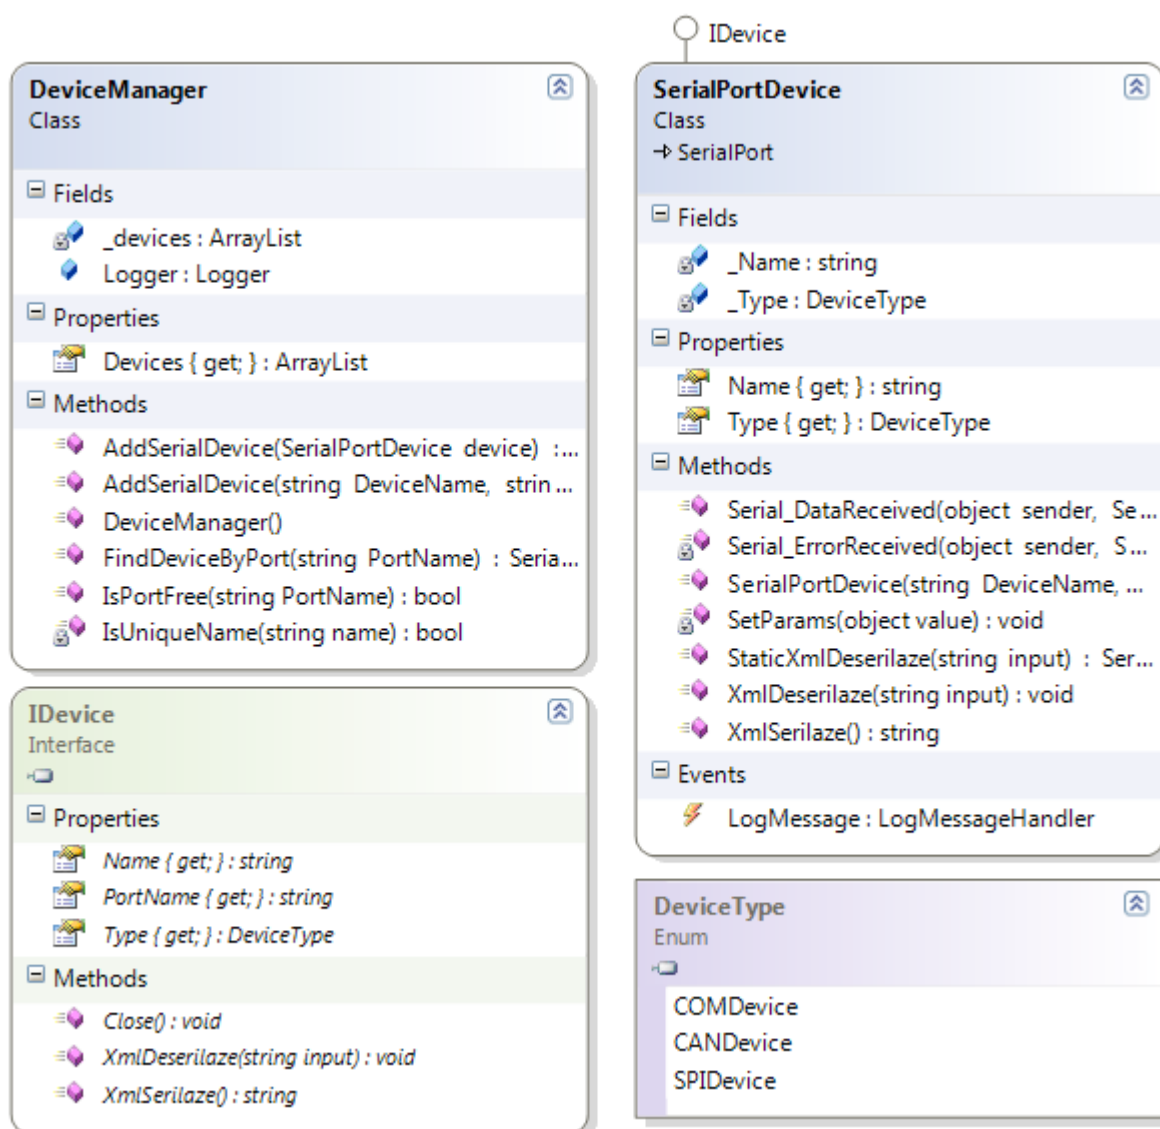 DeviceManager
Class
Fields
_devices : ArrayList
Logger : Logger
Properties
Devices { get; } : ArrayList
Methods
AddSerialDevice(SerialPortDevice device) :...
AddSerialDevice(string DeviceName, strin...
DeviceManager()
FindDeviceByPort(string PortName) : Seria...
IsPortFree(string PortName) : bool
IsUniqueName(string name) : bool
IDevice
Interface
Properties
Name { get; } : string
PortName { get; } : string
Type { get; } : DeviceType
Methods
Close() : void
XmlDeserilaze(string input) : void
XmlSerilaze() : string
IDevice
SerialPortDevice
Class
SerialPort
Fields
_Name : string
_Type : DeviceType
Properties
Name { get; } : string
Type { get; } : DeviceType
Methods
Serial_DataReceived(object sender, Se...
Serial_ErrorReceived(object sender, S...
SerialPortDevice(string DeviceName, ...
SetParams(object value) : void
StaticXmlDeserilaze(string input) : Ser...
XmlDeserilaze(string input) : void
XmlSerilaze() : string
Events
LogMessage : LogMessageHandler
DeviceType
Enum
COMDevice
CANDevice
SPIDevice